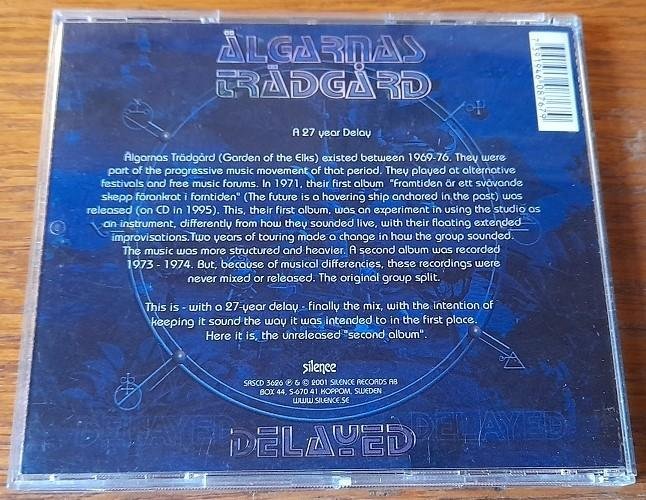 ÄLGARNAS
TRÄDGÅRD
7391946087679
A 27 year Delay
Älgarnas Trädgård (Garden of the Elks) existed between 1969-76. They were
part of the progressive music movement of that period. They played at alternative
festivals and free music forums. In 1971, their first album "Framtiden är ett svävande
skepp förankrat i forntiden" (The future is a hovering ship anchored in the past) was
released (on CD in 1995). This, their first album, was an experiment in using the studio as
an instrument, differently from how they sounded live, with their floating extended
improvisations.Two years of touring made a change in how the group sounded.
The music was more structured and heavier. A second album was recorded
1973 - 1974. But, because of musical differencies, these recordings were
never mixed or released. The original group split.
This is - with a 27-year delay - finally the mix, with the intention of
keeping it sound the way it was intended to in the first place.
Here it is, the unreleased "second album".
silence
SRSCD 3626 ℗ & © 2001 SILENCE RECORDS AB
BOX 44, S-670 41 KOPPOM, SWEDEN
WWW.SILENCE.SE
DELAYED DELAYED DELAYED